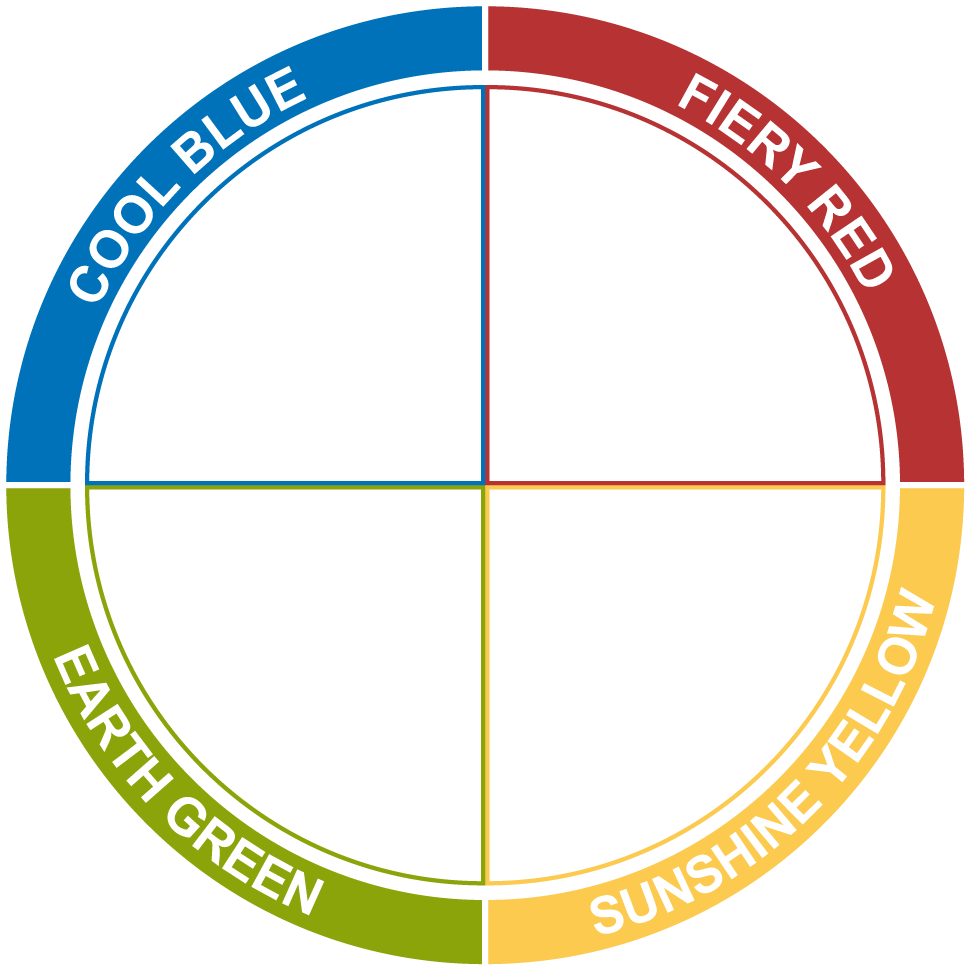 COOL BLUE
FIERY RED
EARTH GREEN
SUNSHINE YELLOW